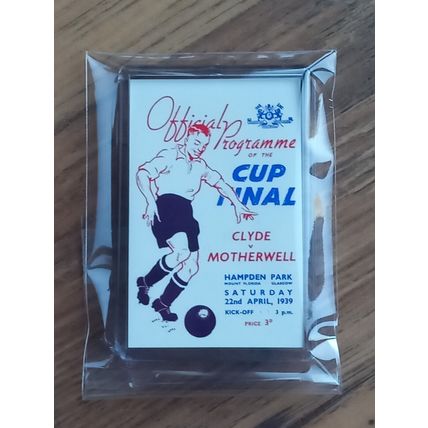 Official
Programme
OF THE
CUP
FINAL
CLYDE
v
MOTHERWELL
HAMPDEN PARK
MOUNT FLORIDA GLASGOW
SATURDAY
22nd APRIL, 1939
KICK-OFF 3 p.m.
PRICE 3D